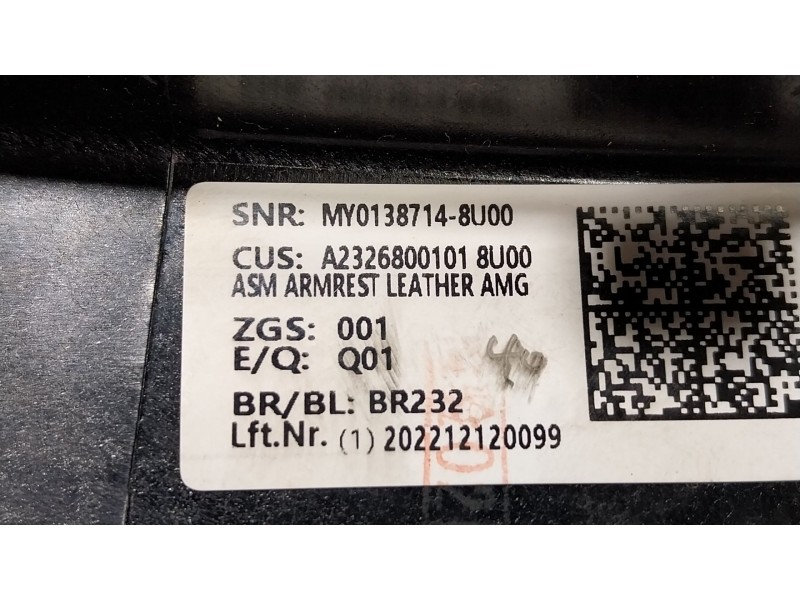 SNR: MY0138714-8U00
CUS: A2326800101 8U00
ASM ARMREST LEATHER AMG
ZGS: 001
E/Q: Q01
BR/BL: BR232
Lft.Nr. (1) 202212120099